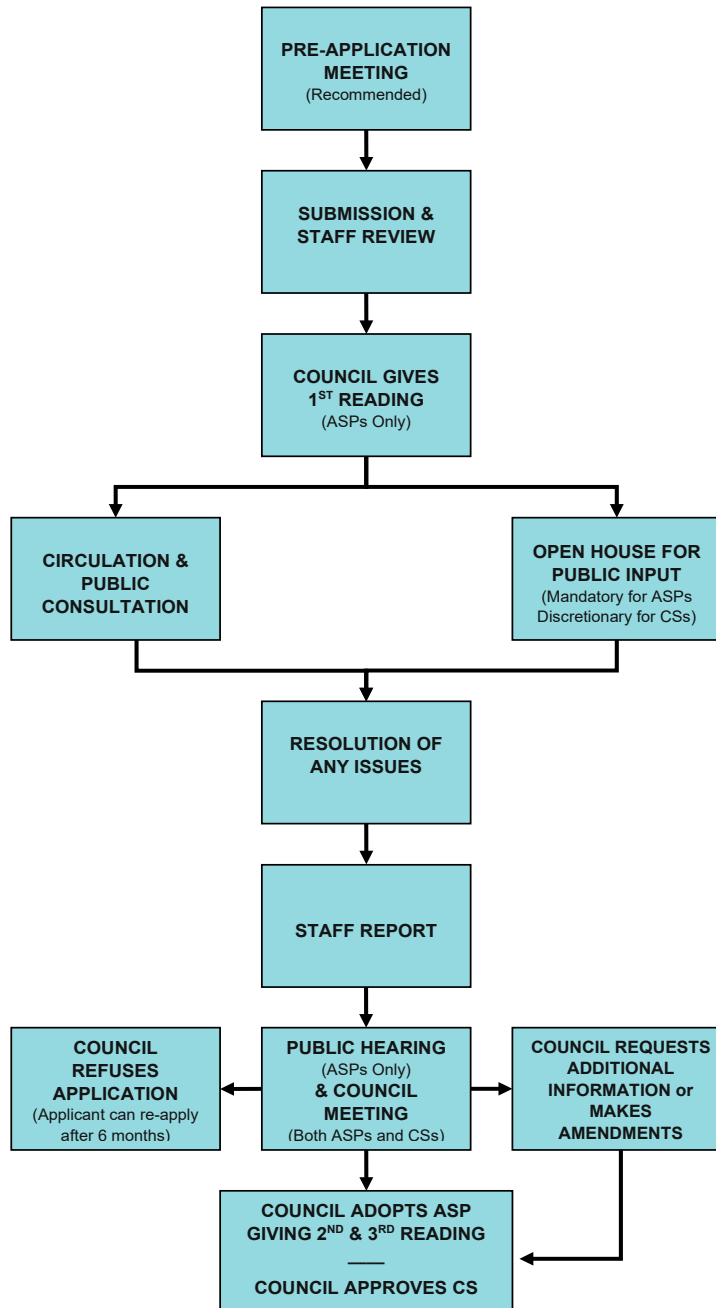 PRE-APPLICATION
MEETING
(Recommended)
SUBMISSION &
STAFF REVIEW
COUNCIL GIVES
1ST READING
(ASPs Only)
CIRCULATION &
PUBLIC
CONSULTATION
OPEN HOUSE FOR
PUBLIC INPUT
(Mandatory for ASPs
Discretionary for CSs)
RESOLUTION OF
ANY ISSUES
STAFF REPORT
COUNCIL
REFUSES
APPLICATION
(Applicant can re-apply
after 6 months)
PUBLIC HEARING
(ASPs Only)
& COUNCIL
MEETING
(Both ASPs and CSs)
COUNCIL REQUESTS
ADDITIONAL
INFORMATION or
MAKES
AMENDMENTS
COUNCIL ADOPTS ASP
GIVING 2ND & 3RD READING
____
COUNCIL APPROVES CS